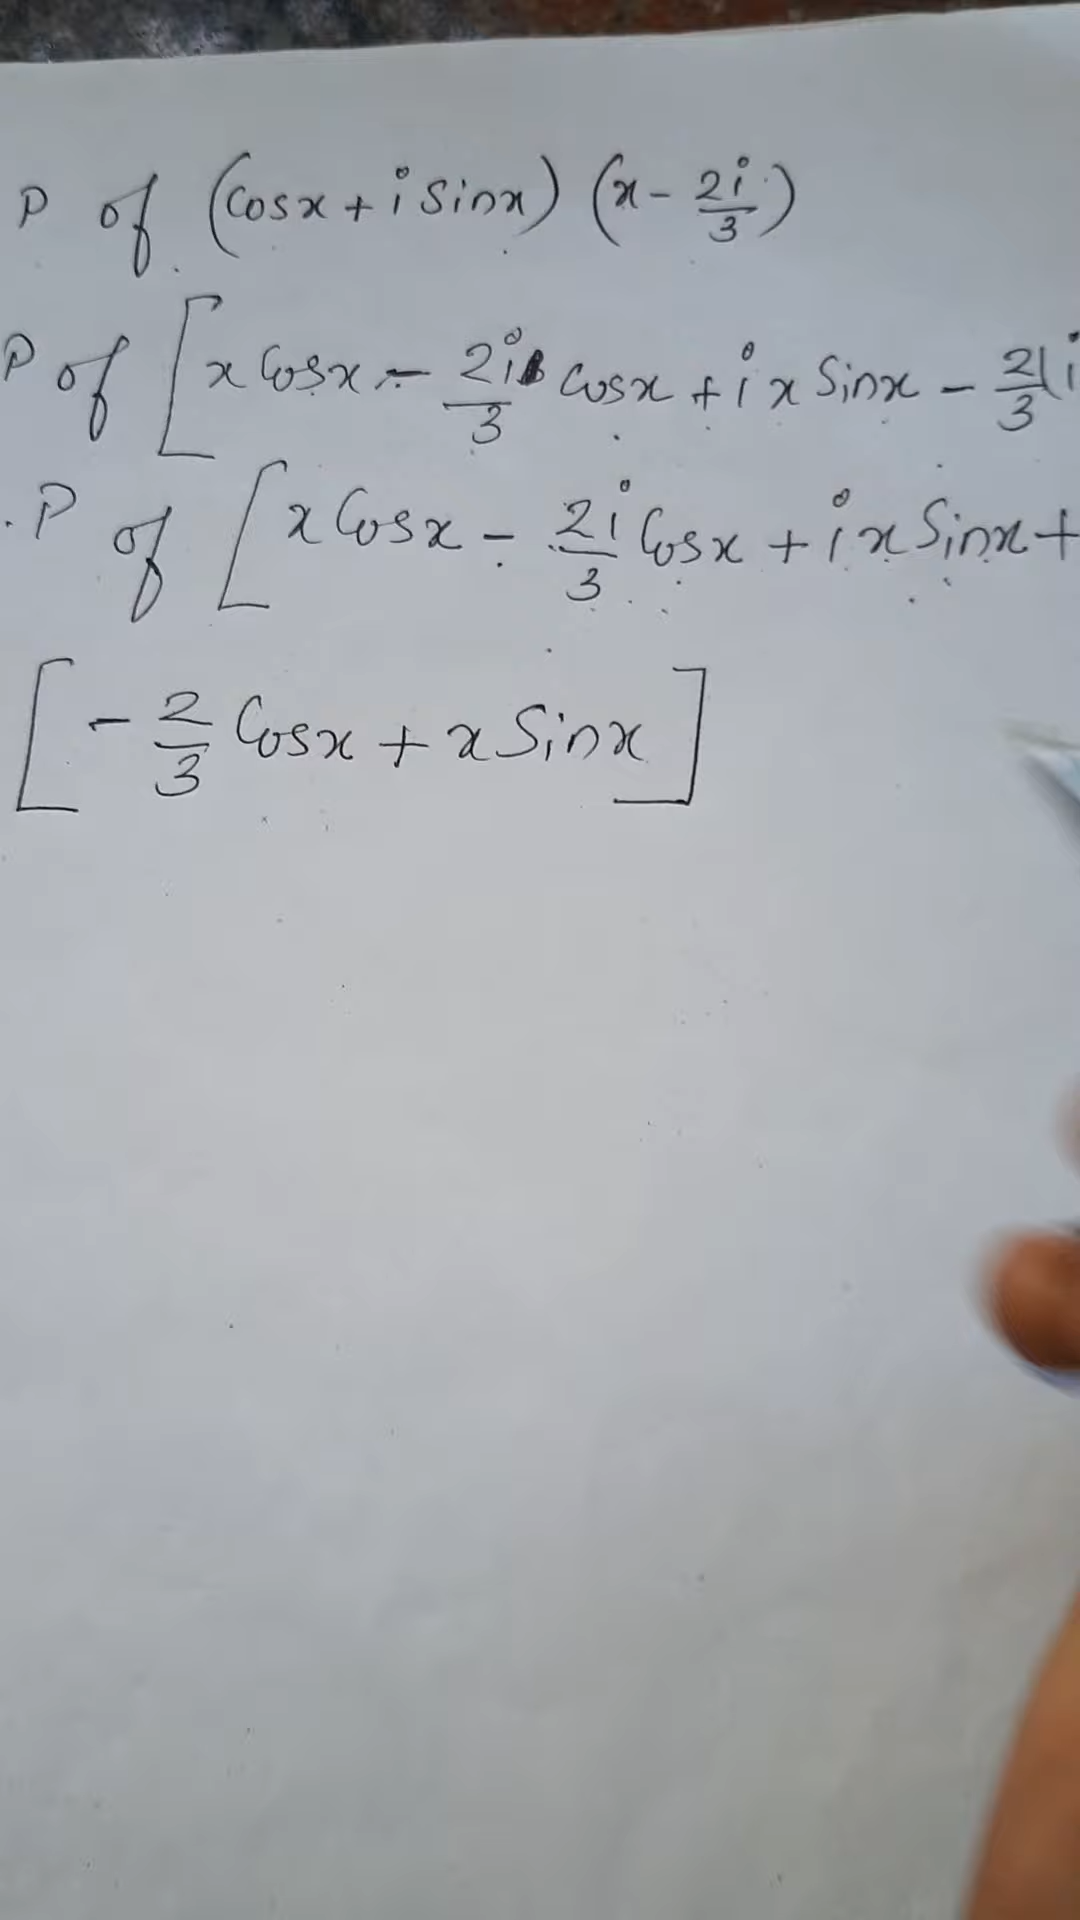 P of (Cosx + i Sinx) (x - 2i/3)
P of [x Cosx - 2i/3 Cosx + i x Sinx - 2/3 i
. P of [x Cosx - 2i/3 Cosx + i x Sinx +
[- 2/3 Cosx + x Sinx]